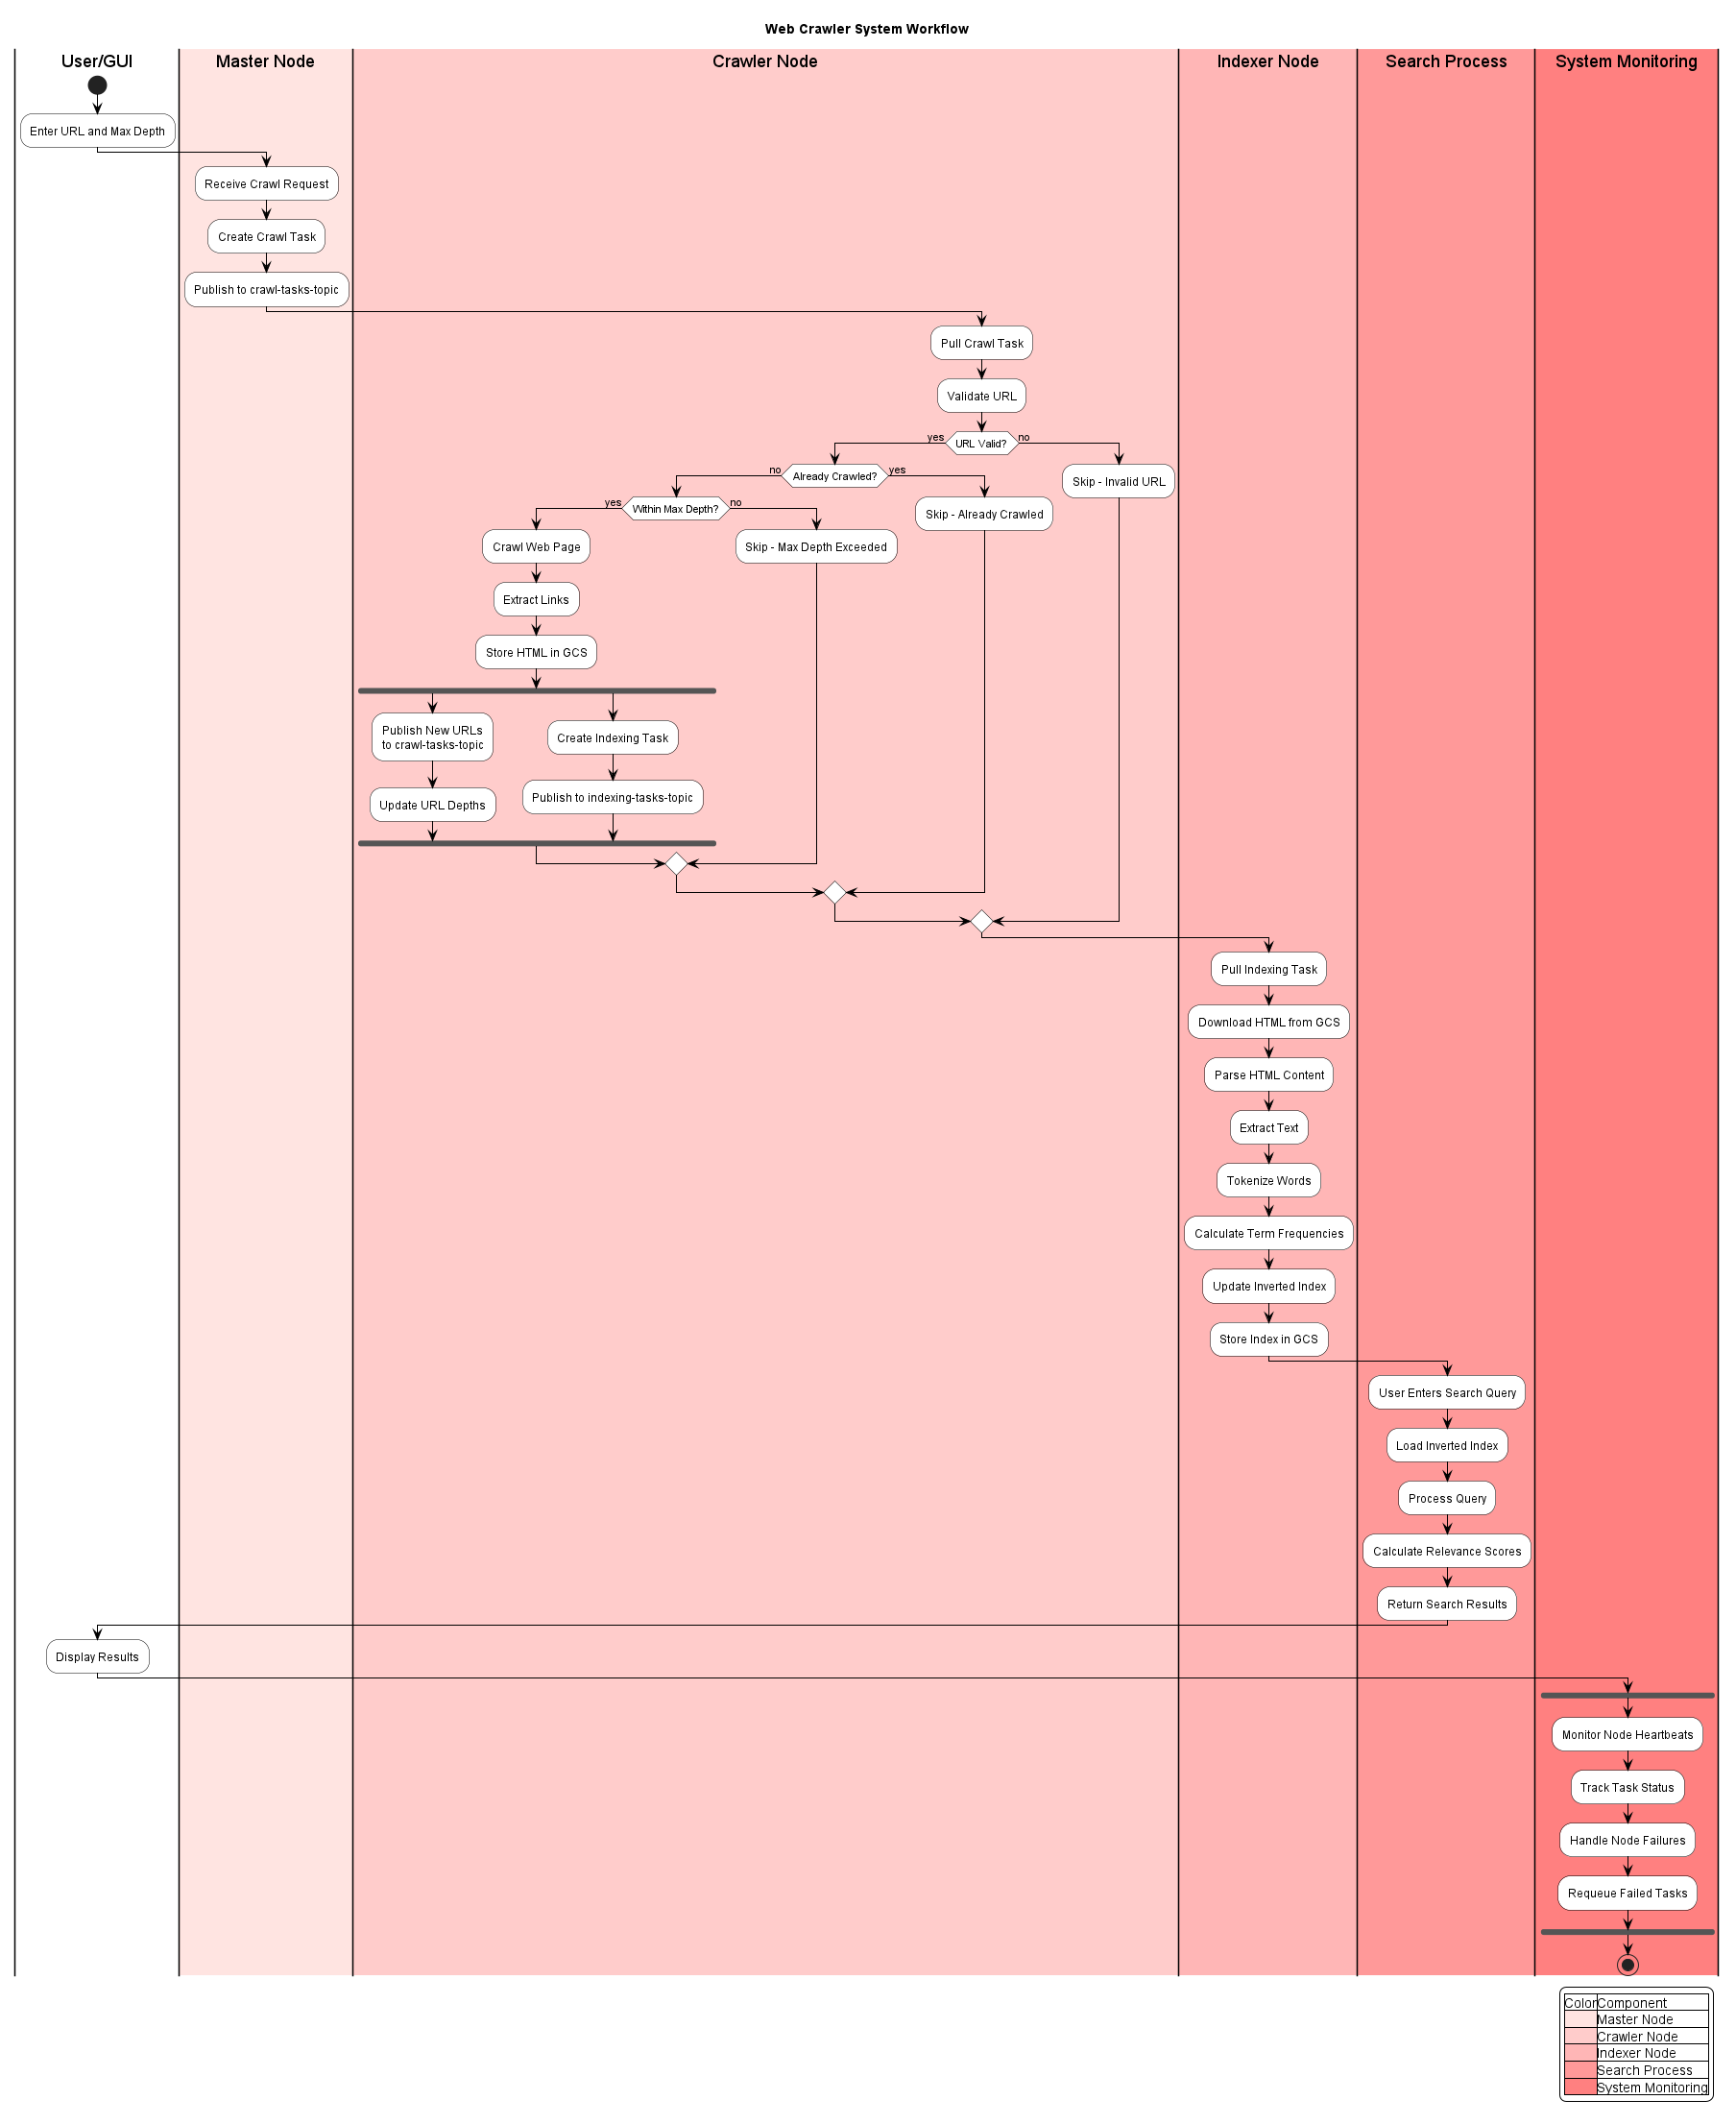 Web Crawler System Workflow
User/GUI
Master Node
Crawler Node
Indexer Node
Search Process
System Monitoring
Enter URL and Max Depth
Receive Crawl Request
Create Crawl Task
Publish to crawl-tasks-topic
Pull Crawl Task
Validate URL
yes
URL Valid?
no
no
Already Crawled?
yes
Skip - Invalid URL
yes
Within Max Depth?
no
Skip - Already Crawled
Crawl Web Page
Skip - Max Depth Exceeded
Extract Links
Store HTML in GCS
Publish New URLs
to crawl-tasks-topic
Create Indexing Task
Update URL Depths
Publish to indexing-tasks-topic
Pull Indexing Task
Download HTML from GCS
Parse HTML Content
Extract Text
Tokenize Words
Calculate Term Frequencies
Update Inverted Index
Store Index in GCS
User Enters Search Query
Load Inverted Index
Process Query
Calculate Relevance Scores
Return Search Results
Display Results
Monitor Node Heartbeats
Track Task Status
Handle Node Failures
Requeue Failed Tasks
Color Component
Master Node
Crawler Node
Indexer Node
Search Process
System Monitoring